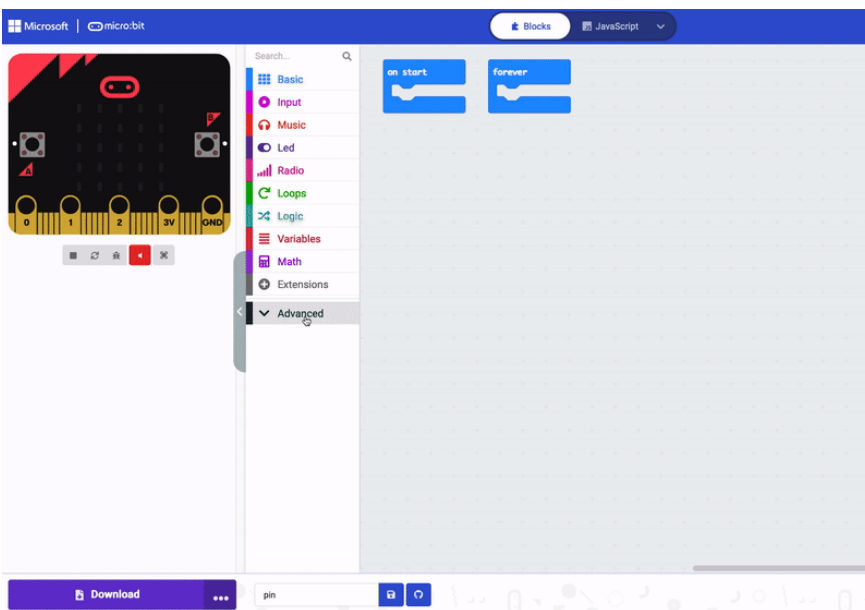 Microsoft micro:bit
Blocks
JavaScript
Search...
Basic
Input
Music
Led
Radio
Loops
Logic
Variables
Math
Extensions
Advanced
on start
forever
B
A
0 1 2 3V GND
Download
pin